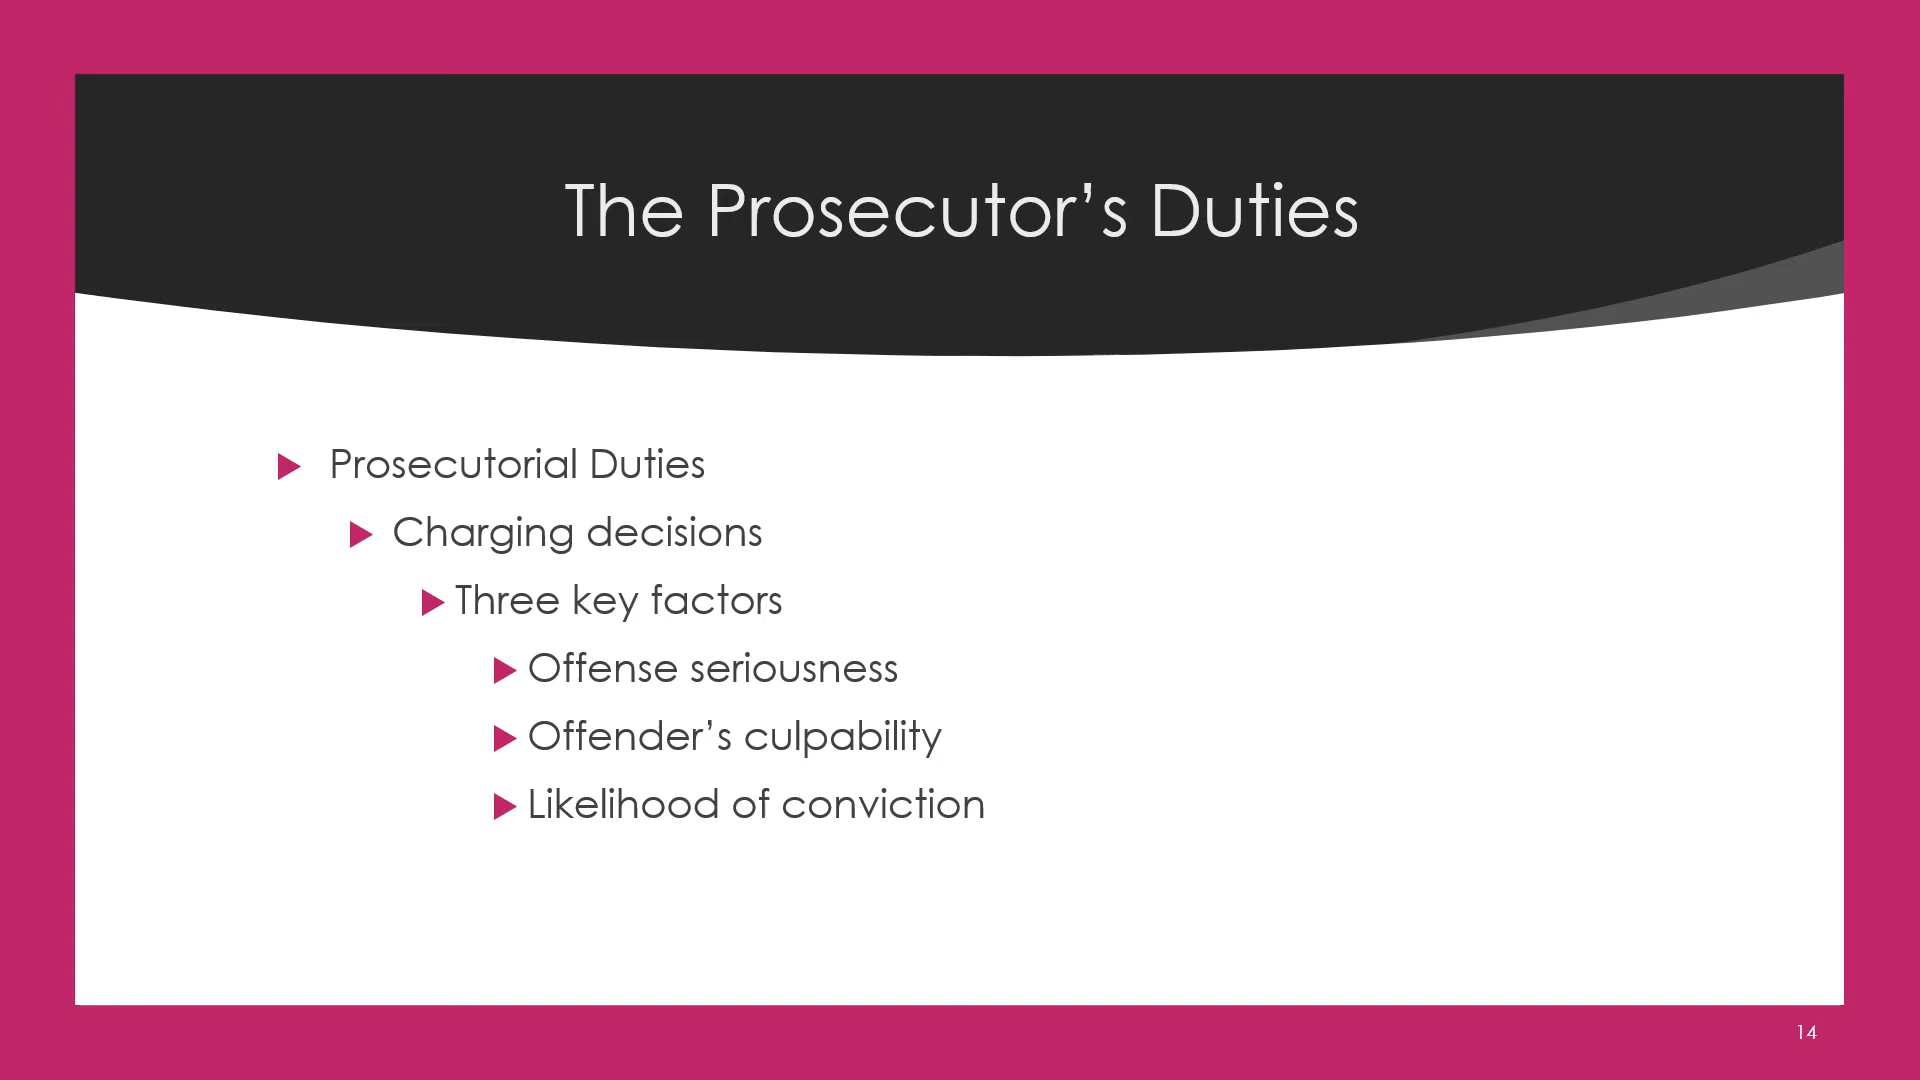 The Prosecutor’s Duties
Prosecutorial Duties
Charging decisions
Three key factors
Offense seriousness
Offender’s culpability
Likelihood of conviction
14